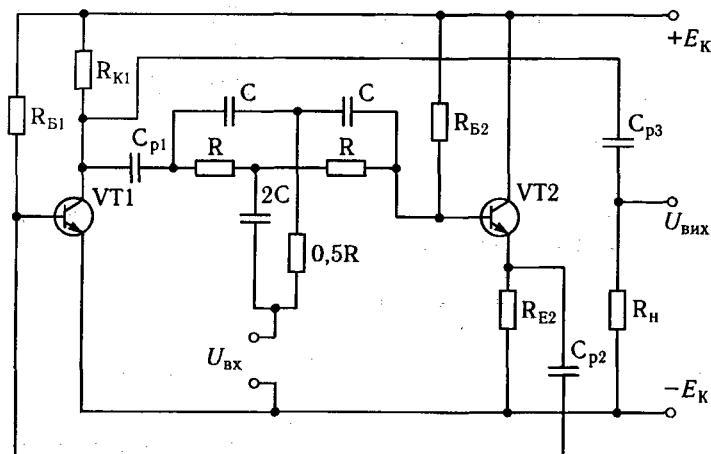 +E_К
R_К1
C
C
R_Б1
C_р1
R
R
R_Б2
C_р3
VT1
2C
VT2
U_вих
0,5R
R_Е2
R_н
C_р2
U_вх
−E_К